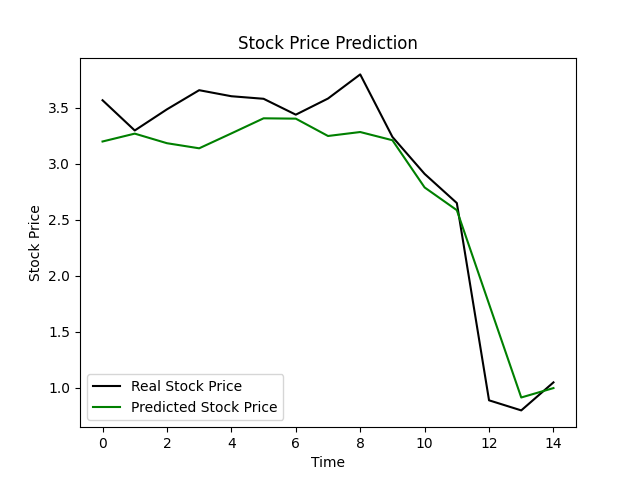 Stock Price Prediction
3.5
3.0
2.5
2.0
1.5
1.0
Stock Price
Real Stock Price
Predicted Stock Price
0 2 4 6 8 10 12 14
Time